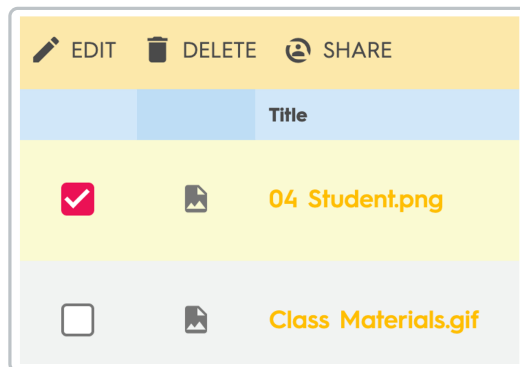 EDIT DELETE SHARE
Title
04 Student.png
Class Materials.gif